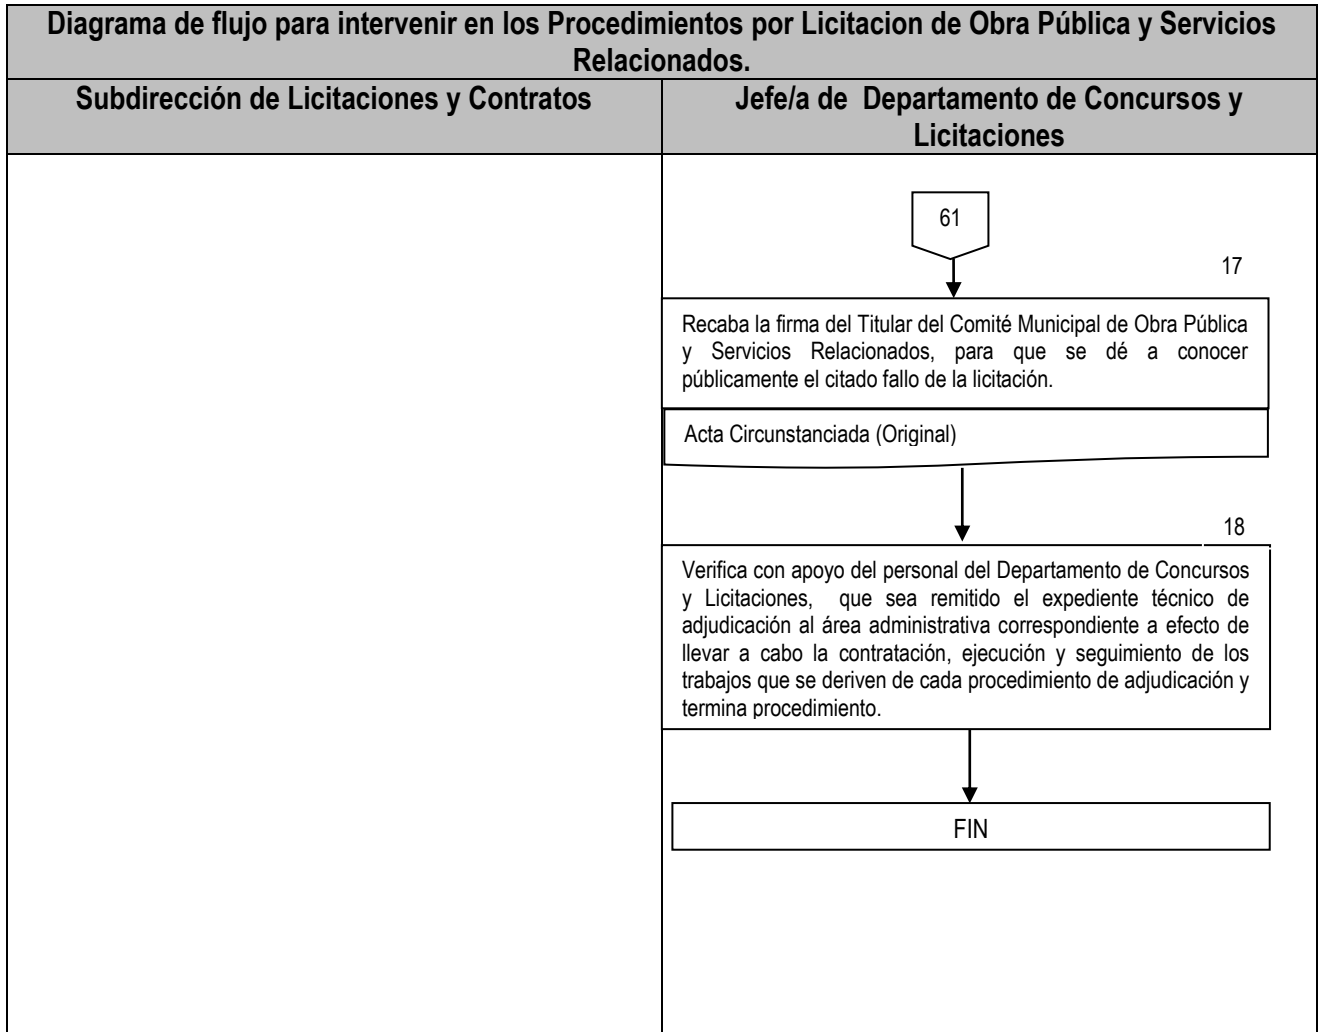 Diagrama de flujo para intervenir en los Procedimientos por Licitacion de Obra Pública y Servicios
Relacionados.
Subdirección de Licitaciones y Contratos
Jefe/a de Departamento de Concursos y
Licitaciones
61
17
Recaba la firma del Titular del Comité Municipal de Obra Pública
y Servicios Relacionados, para que se dé a conocer
públicamente el citado fallo de la licitación.
Acta Circunstanciada (Original)
18
Verifica con apoyo del personal del Departamento de Concursos
y Licitaciones, que sea remitido el expediente técnico de
adjudicación al área administrativa correspondiente a efecto de
llevar a cabo la contratación, ejecución y seguimiento de los
trabajos que se deriven de cada procedimiento de adjudicación y
termina procedimiento.
FIN